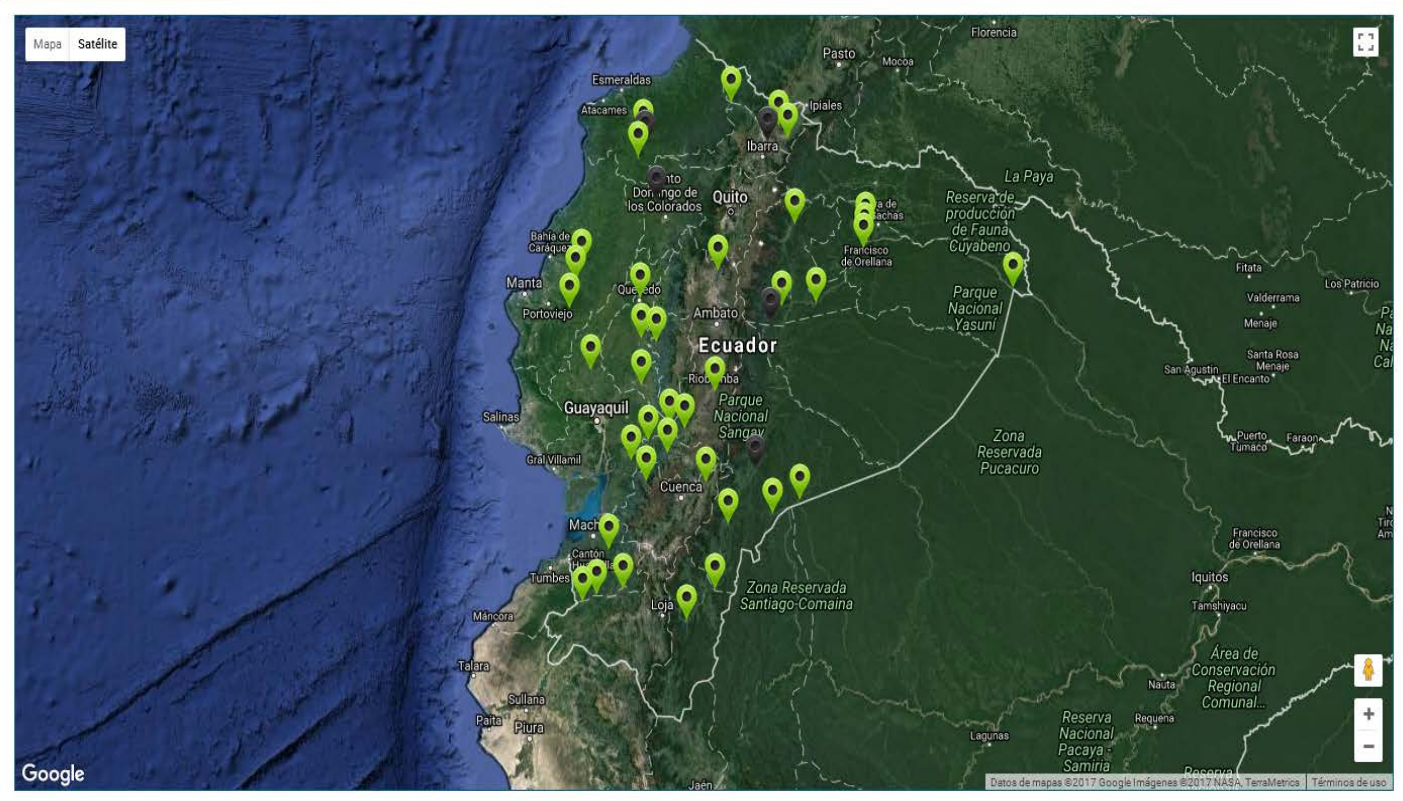 Mapa Satélite
Florencia
Pasto
Mocoa
Esmeraldas
Atacames
Ipiales
Ibarra
La Paya
Quito
los Colorados
Reserva de
producción
de Fauna
Cuyabeno
Bahía de
Caráquez
Francisco
de Orellana
Fitata
Manta
Los Patricio
Portoviejo
Parque
Nacional
Yasuní
Valderrama
Menaje
Ambato
Ecuador
Santa Rosa
Menaje
San Agustin
El Encanto
Parque
Nacional
Sangay
Guayaquil
Salinas
Zona
Reservada
Pucacuro
Puerto
Tumaco
Faraon
Gral Villamil
Cuenca
Cantón
Francisco
de Orellana
Tumbes
Iquitos
Zona Reservada
Santiago-Comaina
Loja
Tamshiyacu
Máncora
Talara
Área de
Conservación
Regional
Comunal...
Nauta
Sullana
Paita
Piura
Reserva
Nacional
Pacaya -
Samiria
Requena
Lagunas
Jaén
Reserva
Google
Datos de mapas ©2017 Google Imágenes ©2017 NASA, TerraMetrics
Términos de uso